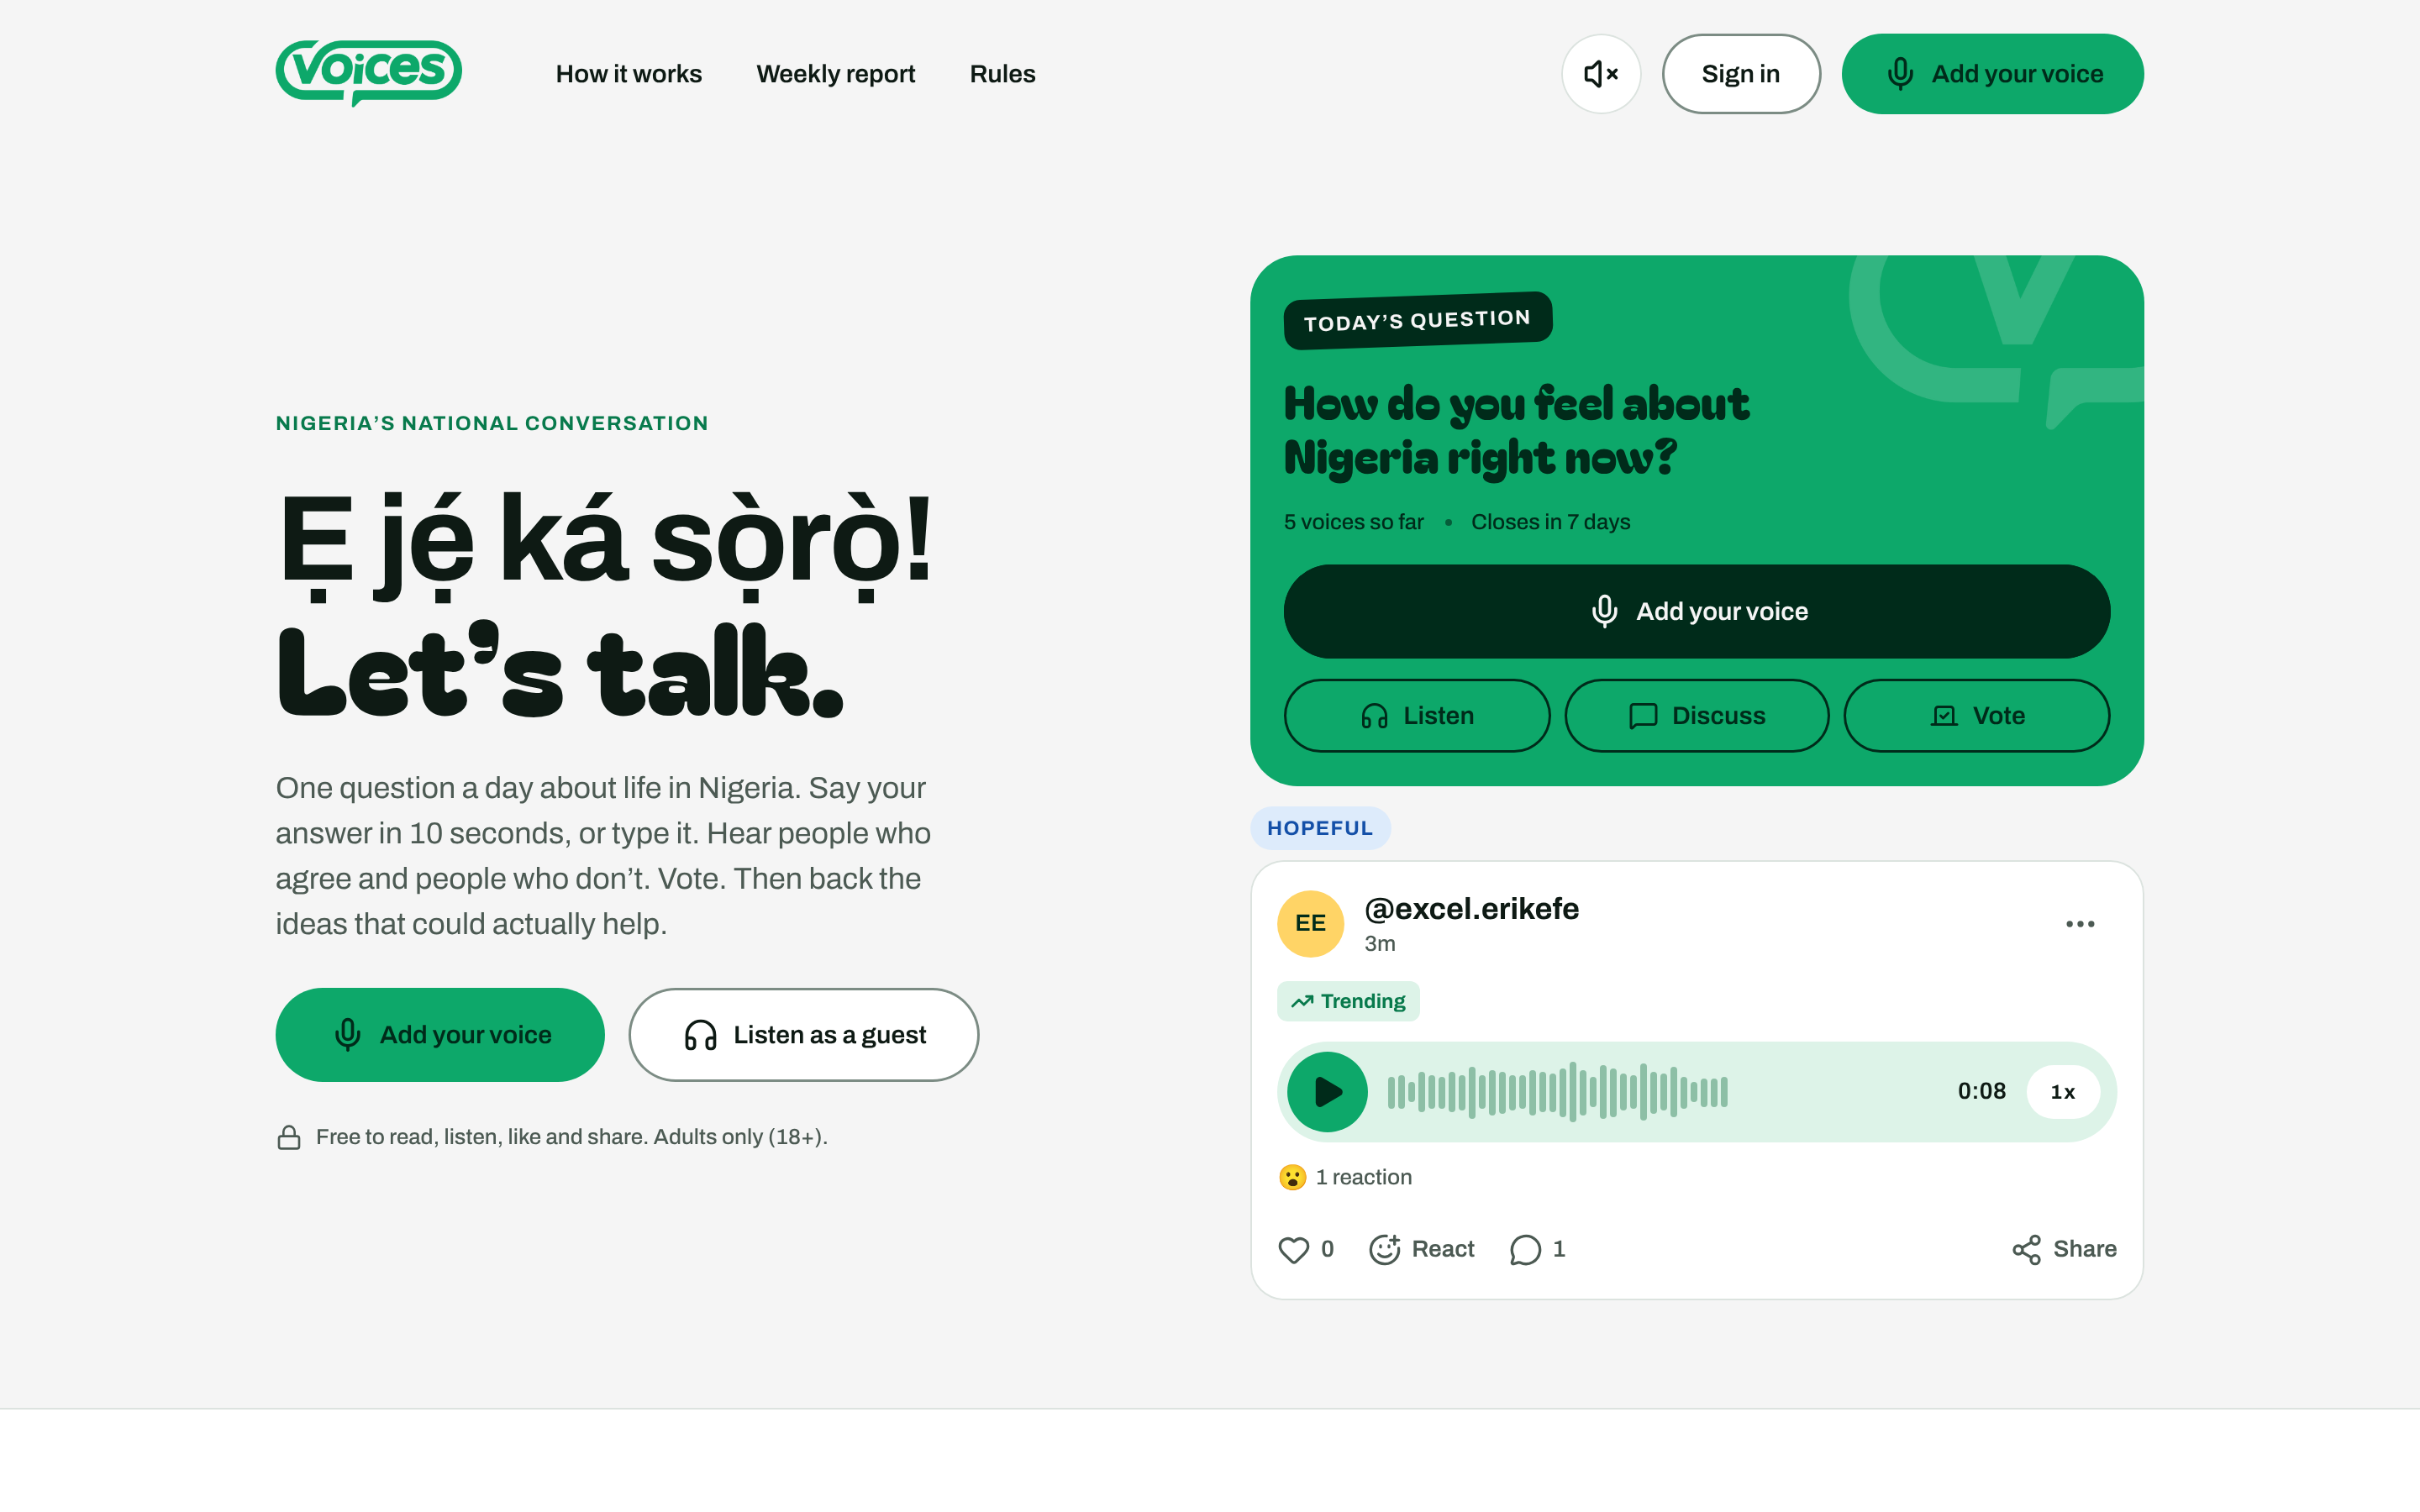 Voices
How it works
Weekly report
Rules
Sign in
Add your voice
NIGERIA’S NATIONAL CONVERSATION
Ẹ jẹ́ ká sọ̀rọ̀!
Let’s talk.
One question a day about life in Nigeria. Say your
answer in 10 seconds, or type it. Hear people who
agree and people who don’t. Vote. Then back the
ideas that could actually help.
Add your voice
Listen as a guest
Free to read, listen, like and share. Adults only (18+).
TODAY’S QUESTION
How do you feel about
Nigeria right now?
5 voices so far • Closes in 7 days
Add your voice
Listen
Discuss
Vote
HOPEFUL
EE
@excel.erikefe
3m
Trending
0:08
1x
1 reaction
0
React
1
Share